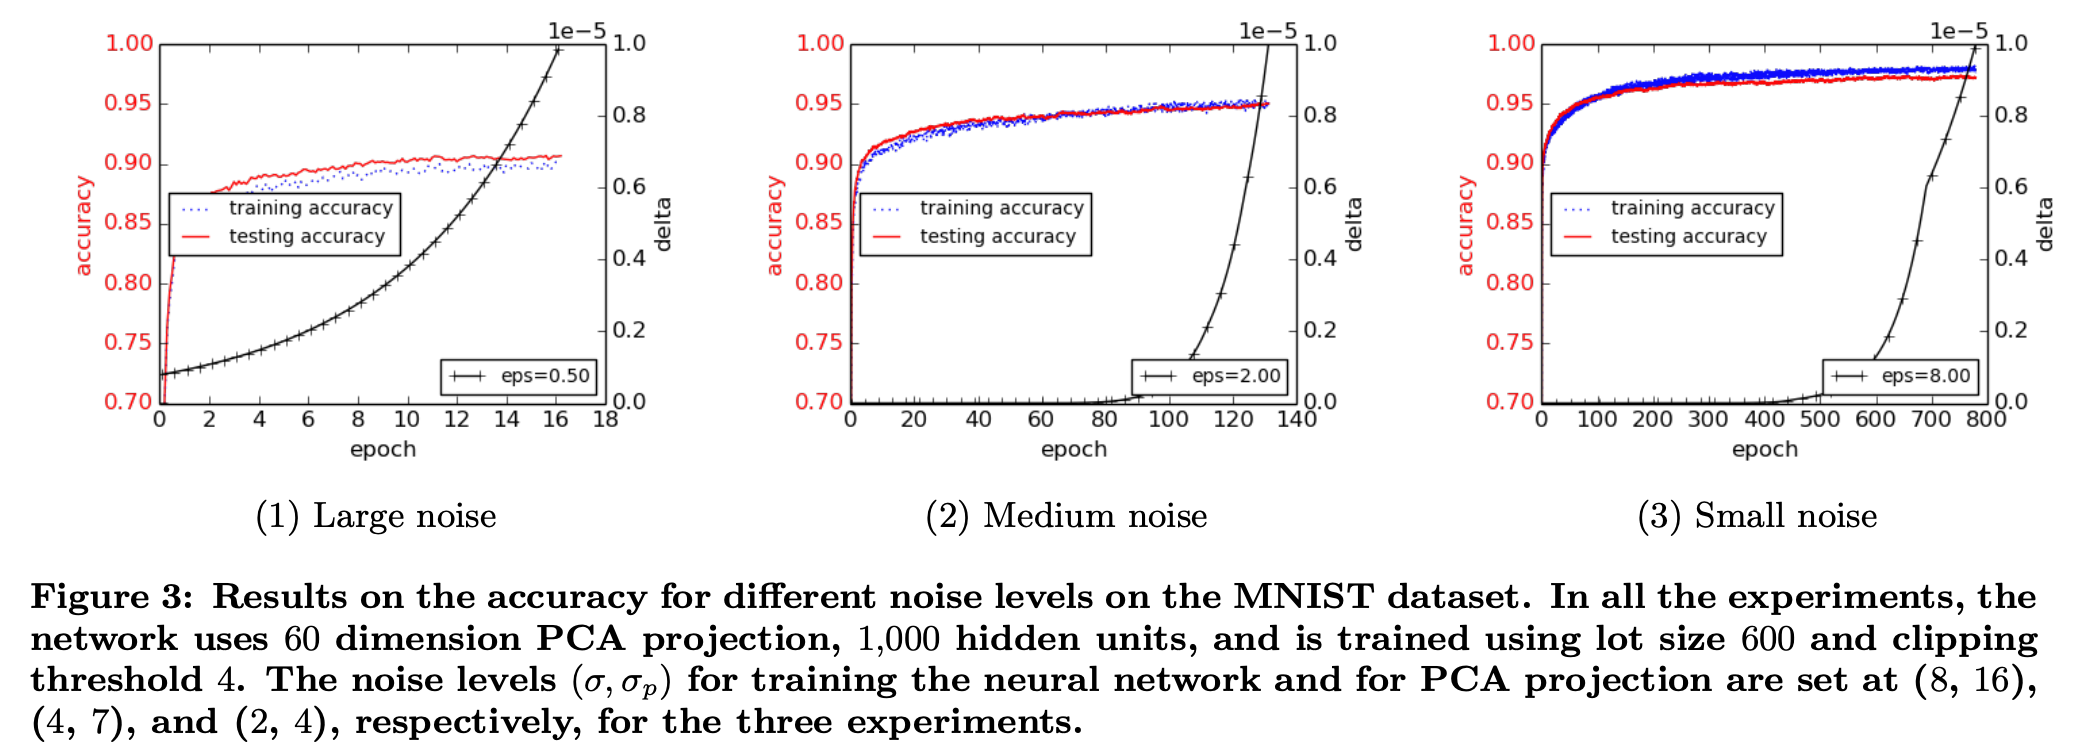 1e−5
1.00
0.95
0.90
0.85
0.80
0.75
0.70
accuracy
training accuracy
testing accuracy
eps=0.50
1.0
0.8
0.6
0.4
0.2
0.0
delta
0 2 4 6 8 10 12 14 16 18
epoch
(1) Large noise
1e−5
1.00
0.95
0.90
0.85
0.80
0.75
0.70
accuracy
training accuracy
testing accuracy
eps=2.00
1.0
0.8
0.6
0.4
0.2
0.0
delta
0 20 40 60 80 100 120 140
epoch
(2) Medium noise
1e−5
1.00
0.95
0.90
0.85
0.80
0.75
0.70
accuracy
training accuracy
testing accuracy
eps=8.00
1.0
0.8
0.6
0.4
0.2
0.0
delta
0 100 200 300 400 500 600 700 800
epoch
(3) Small noise
Figure 3: Results on the accuracy for different noise levels on the MNIST dataset. In all the experiments, the
network uses 60 dimension PCA projection, 1,000 hidden units, and is trained using lot size 600 and clipping
threshold 4. The noise levels (σ, σₚ) for training the neural network and for PCA projection are set at (8, 16),
(4, 7), and (2, 4), respectively, for the three experiments.